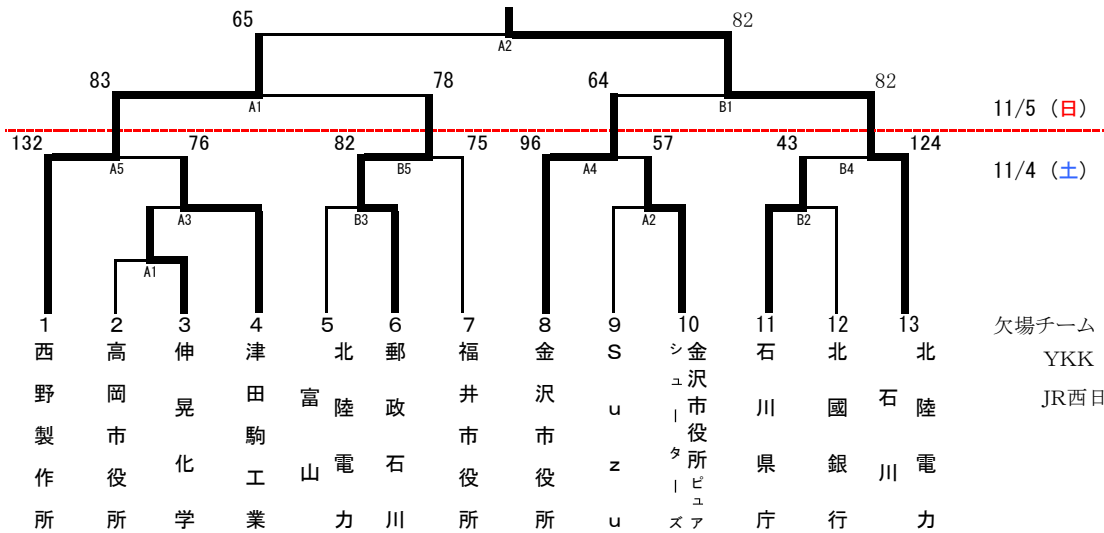 65
82
A2
83
78
64
82
A1
B1
11/5 (日)
132
76
82
75
96
57
43
124
A5
B5
A4
B4
11/4 (土)
A3
B3
A2
B2
A1
1
2
3
4
5
6
7
8
9
10
11
12
13
西野製作所
高岡市役所
伸晃化学
津田駒工業
北陸電力
富山
郵政石川
福井市役所
金沢市役所
Suzu
金沢市役所ピュア
シューターズ
石川県庁
北國銀行
北陸電力
石川
欠場チーム
YKK
JR西日